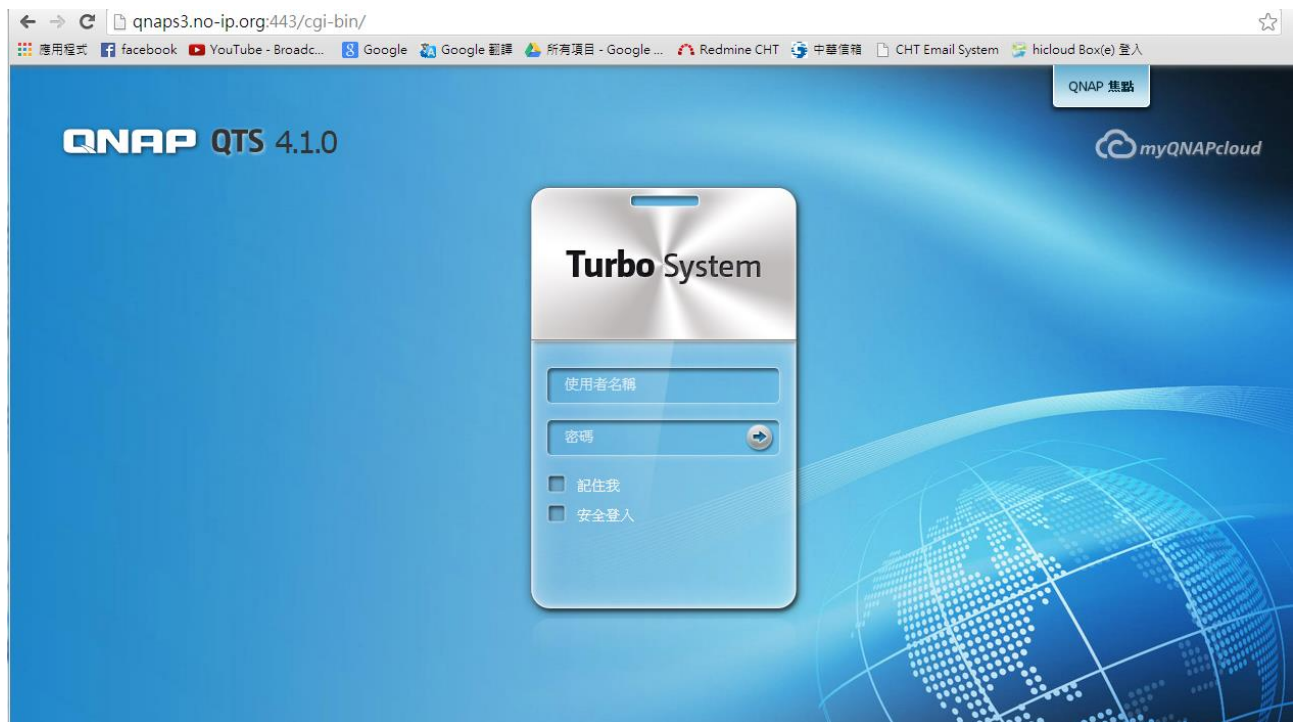 qnaps3.no-ip.org:443/cgi-bin/
應用程式 facebook YouTube - Broadc... Google Google 翻譯 所有項目 - Google ... Redmine CHT 中華信箱 CHT Email System hicloud Box(e) 登入
QNAP 焦點
QNAP QTS 4.1.0
myQNAPcloud
Turbo System
使用者名稱
密碼
記住我
安全登入